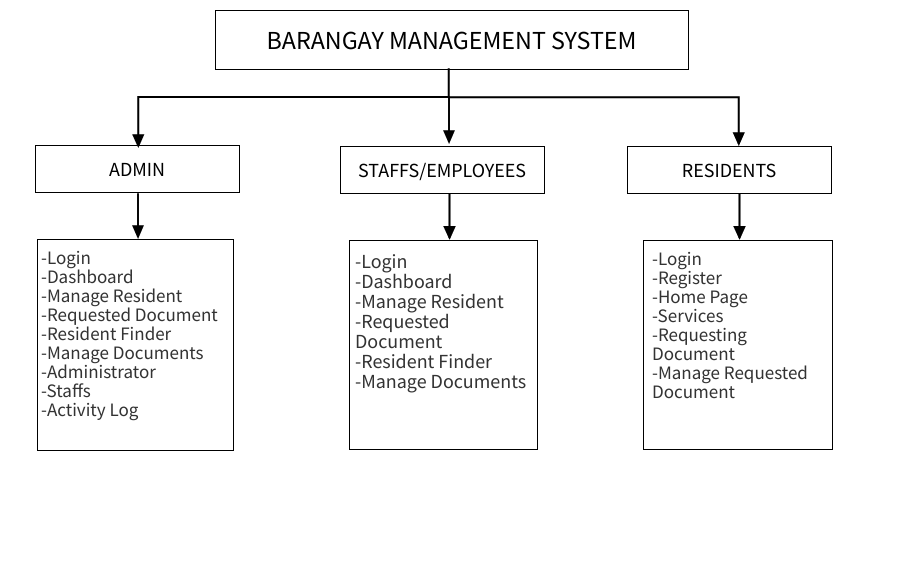 BARANGAY MANAGEMENT SYSTEM
ADMIN
STAFFS/EMPLOYEES
RESIDENTS
-Login
-Dashboard
-Manage Resident
-Requested Document
-Resident Finder
-Manage Documents
-Administrator
-Staffs
-Activity Log
-Login
-Dashboard
-Manage Resident
-Requested
Document
-Resident Finder
-Manage Documents
-Login
-Register
-Home Page
-Services
-Requesting
Document
-Manage Requested
Document